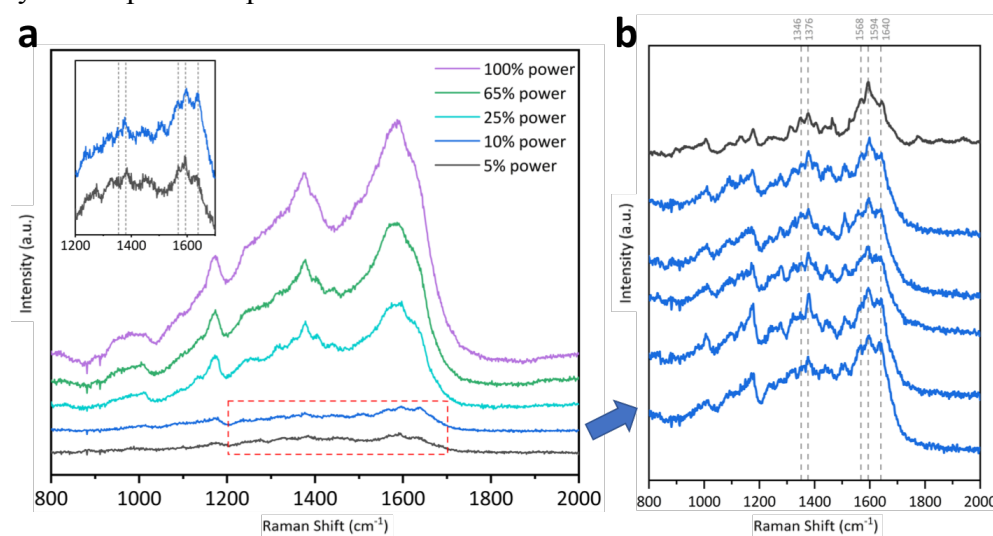 a
b
100% power
65% power
25% power
10% power
5% power
1200 1400 1600
Intensity (a.u.)
800 1000 1200 1400 1600 1800 2000
Raman Shift (cm-1)
1346 1376 1568 1594 1640
Intensity (a.u.)
800 1000 1200 1400 1600 1800 2000
Raman Shift (cm-1)